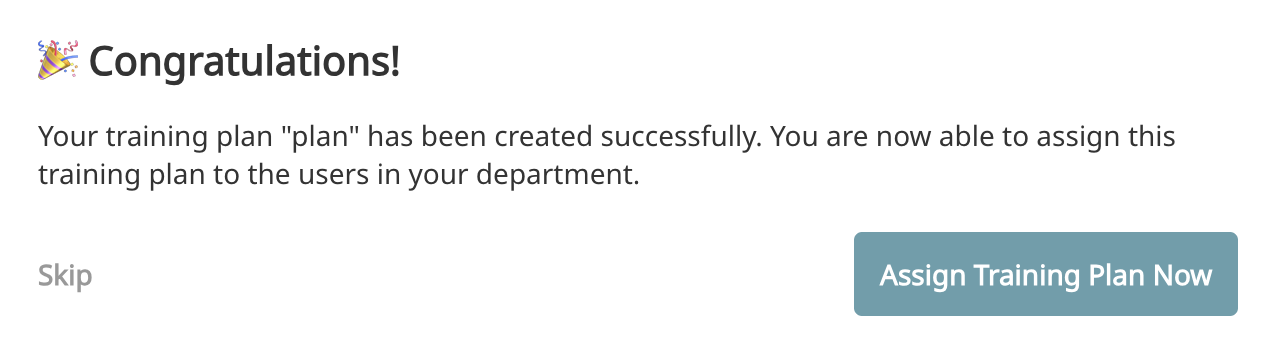 🎉 Congratulations!
Your training plan "plan" has been created successfully. You are now able to assign this
training plan to the users in your department.
Skip
Assign Training Plan Now